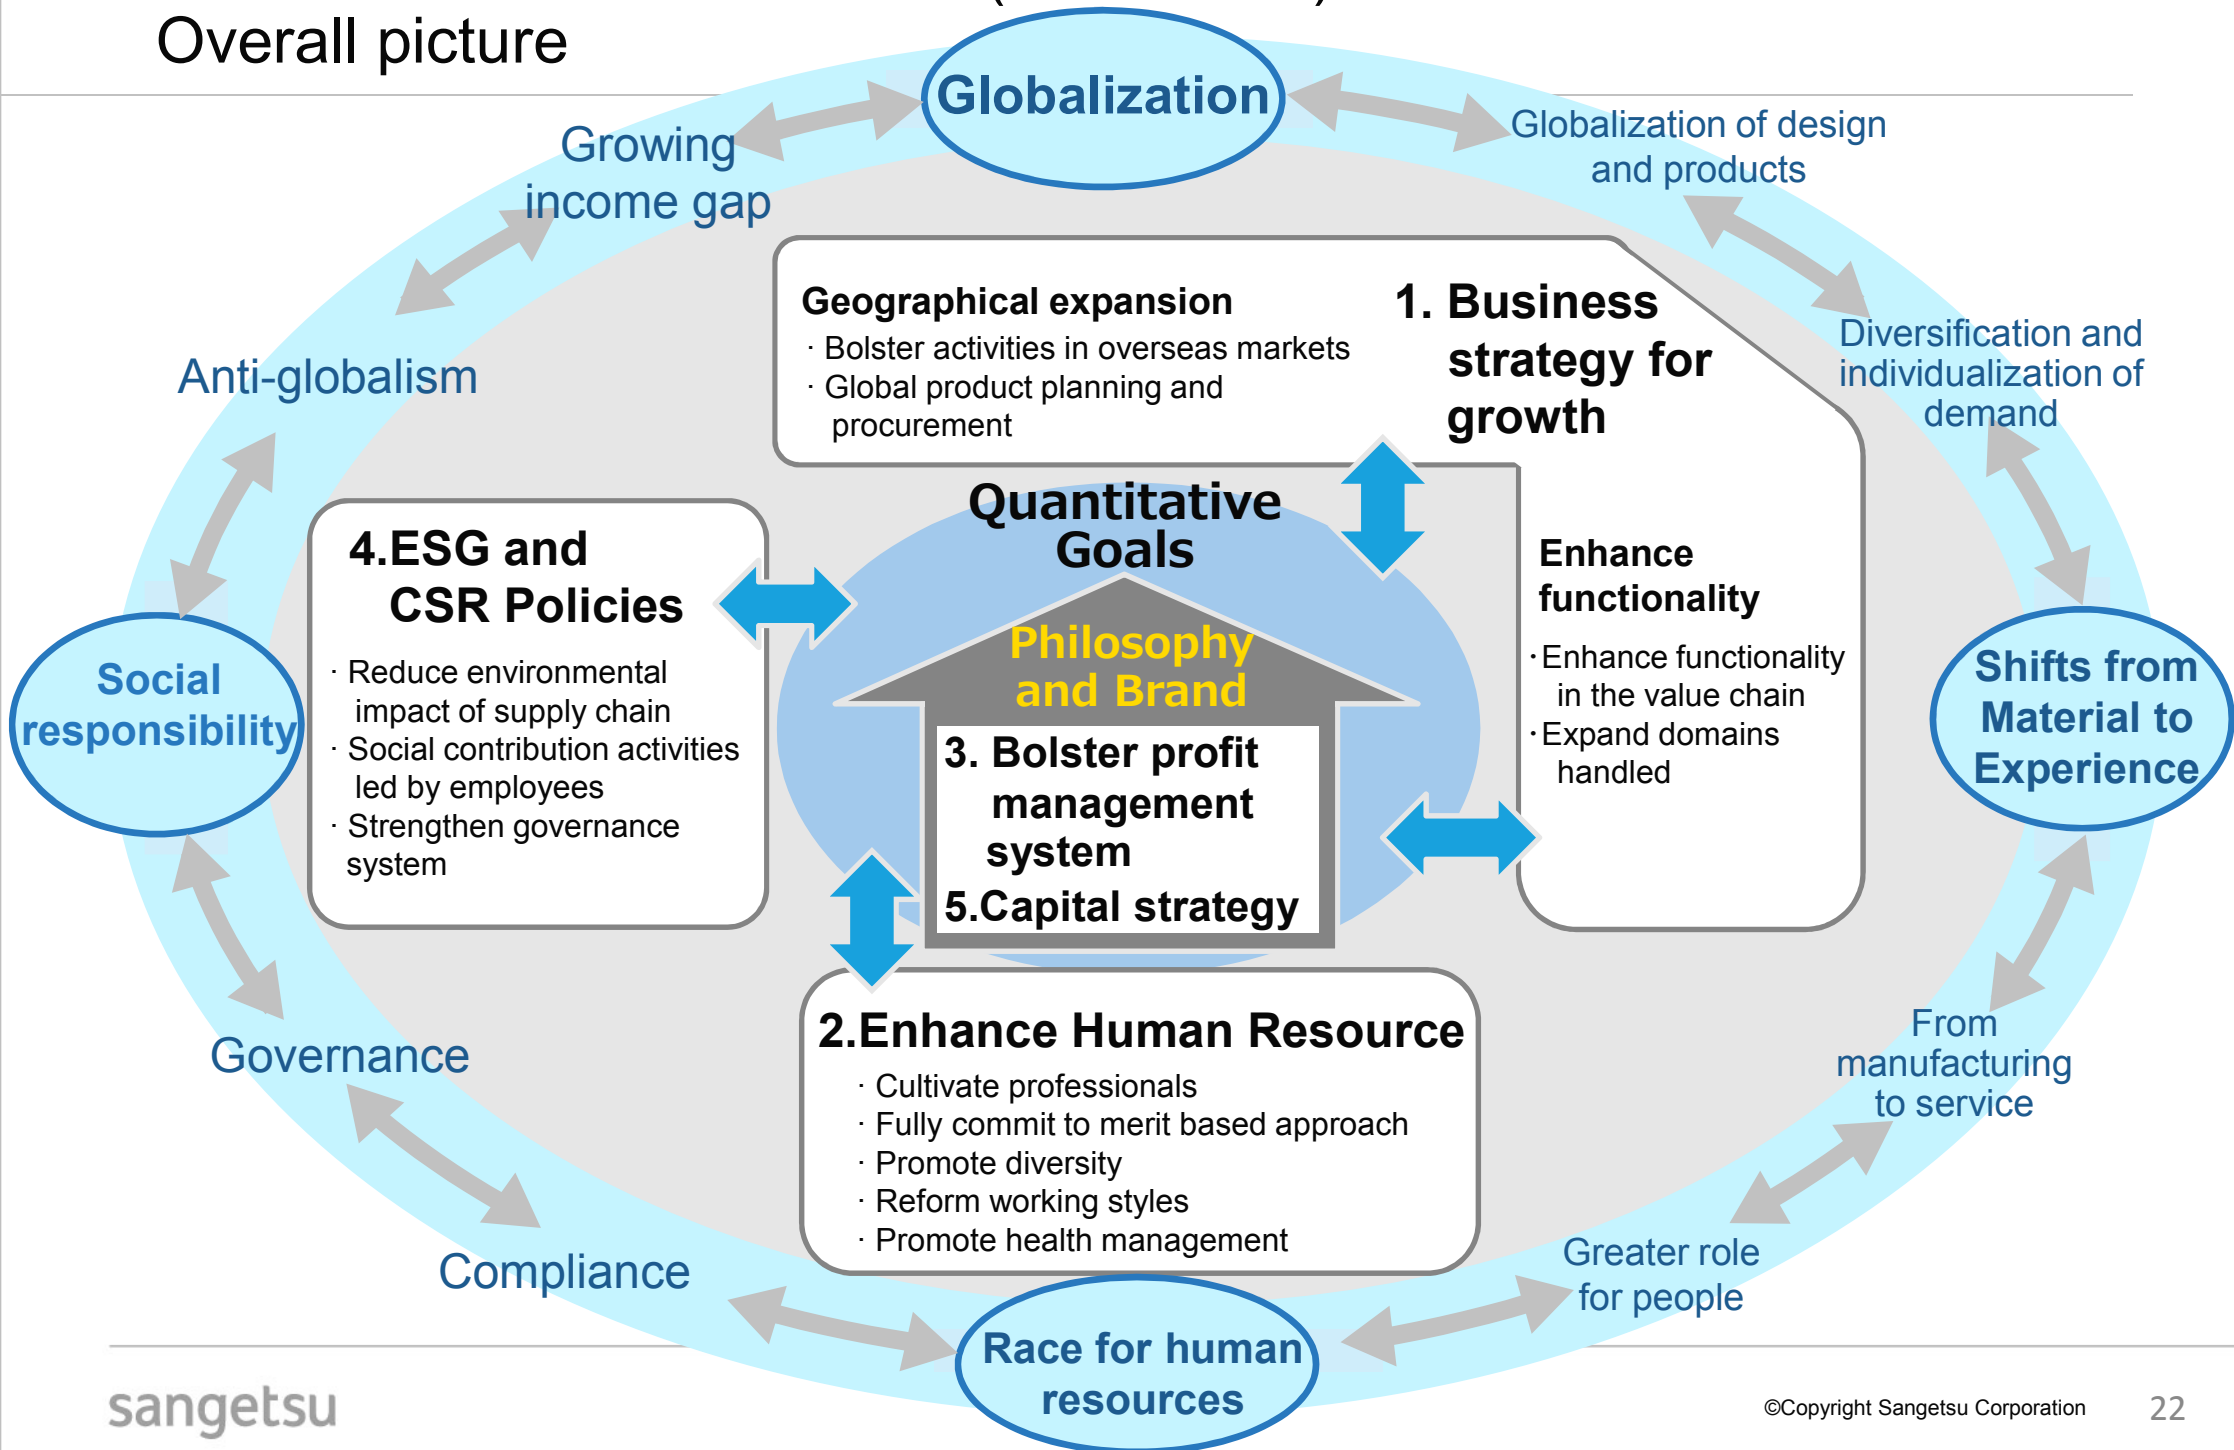 Overall picture
Globalization
Growing
income gap
Globalization of design
and products
Anti-globalism
Diversification and
individualization of
demand
Geographical expansion
· Bolster activities in overseas markets
· Global product planning and
procurement
1. Business
strategy for
growth
Quantitative
Goals
4.ESG and
CSR Policies
· Reduce environmental
impact of supply chain
· Social contribution activities
led by employees
· Strengthen governance
system
Enhance
functionality
·Enhance functionality
in the value chain
·Expand domains
handled
Philosophy
and Brand
3. Bolster profit
management
system
5.Capital strategy
Social
responsibility
Shifts from
Material to
Experience
2.Enhance Human Resource
· Cultivate professionals
· Fully commit to merit based approach
· Promote diversity
· Reform working styles
· Promote health management
Governance
From
manufacturing
to service
Compliance
Greater role
for people
Race for human
resources
sangetsu
©Copyright Sangetsu Corporation
22